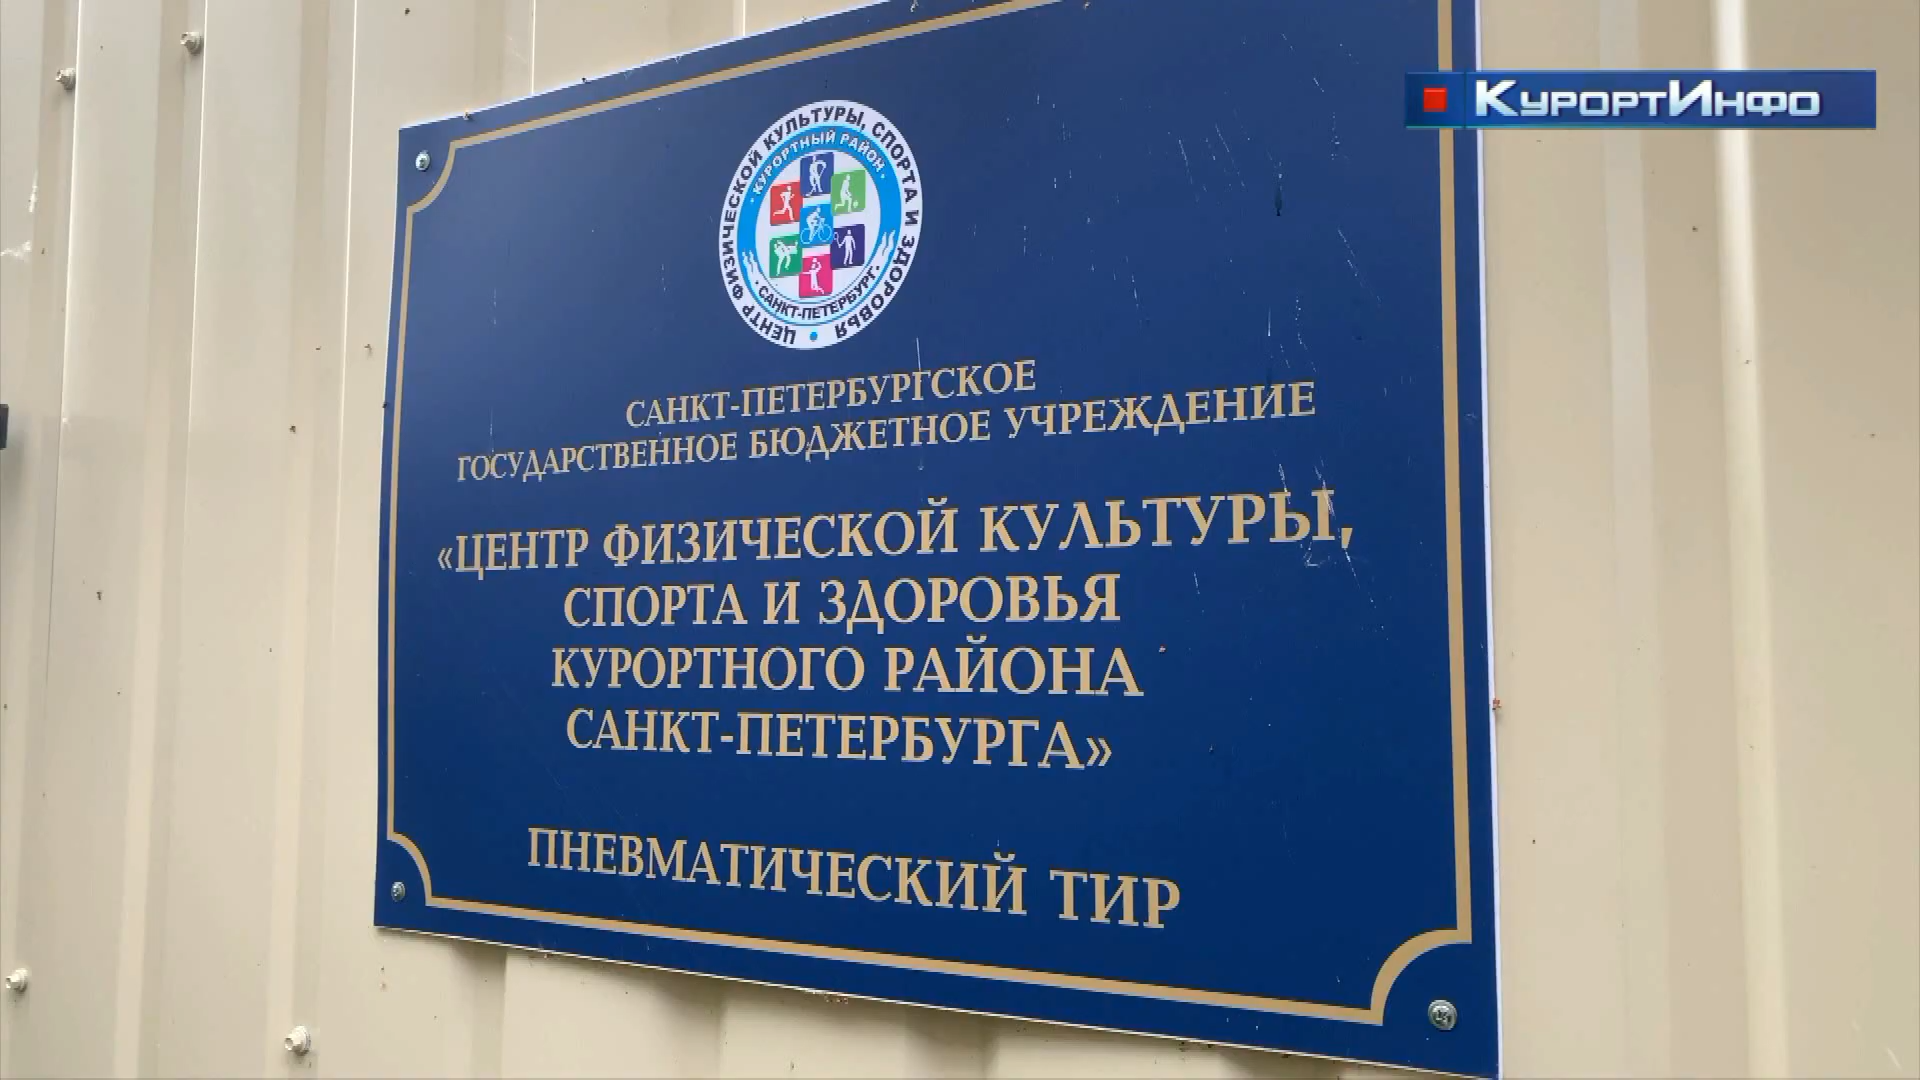 КурортИнфо
ЦЕНТР ФИЗИЧЕСКОЙ КУЛЬТУРЫ, СПОРТА И ЗДОРОВЬЯ
· КУРОРТНЫЙ РАЙОН ·
· САНКТ-ПЕТЕРБУРГ ·
САНКТ-ПЕТЕРБУРГСКОЕ
ГОСУДАРСТВЕННОЕ БЮДЖЕТНОЕ УЧРЕЖДЕНИЕ
«ЦЕНТР ФИЗИЧЕСКОЙ КУЛЬТУРЫ,
СПОРТА И ЗДОРОВЬЯ
КУРОРТНОГО РАЙОНА
САНКТ-ПЕТЕРБУРГА»
ПНЕВМАТИЧЕСКИЙ ТИР